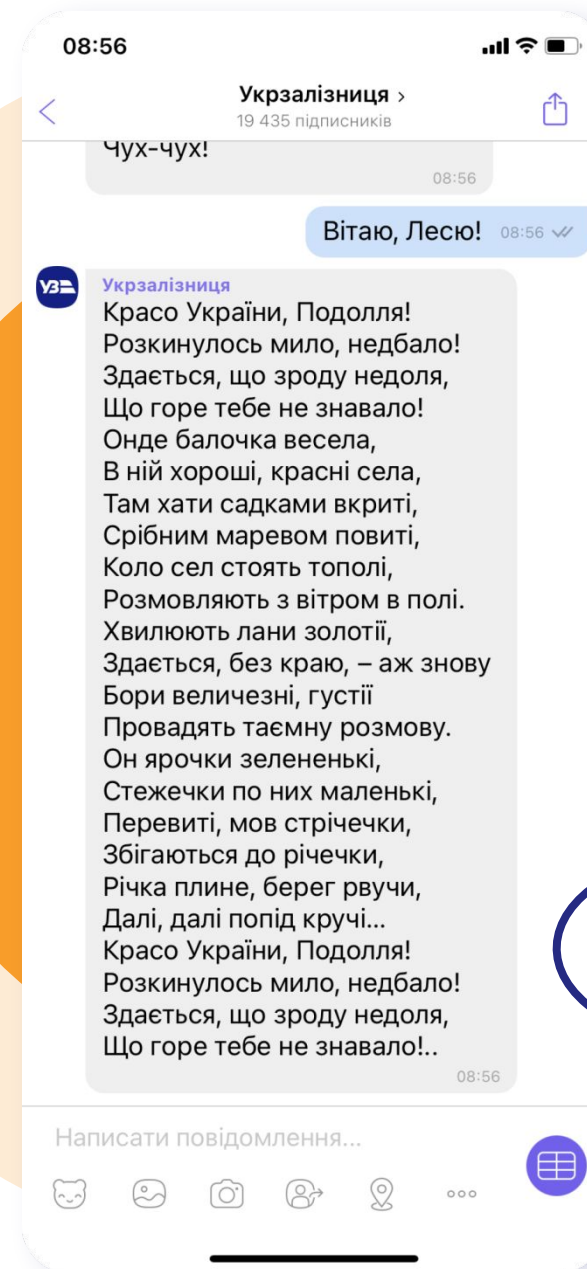 08:56
Укрзалізниця >
19 435 підписників
Чух-чух!
08:56
Вітаю, Лесю! 08:56
УЗ
Укрзалізниця
Красо України, Подолля!
Розкинулось мило, недбало!
Здається, що зроду недоля,
Що горе тебе не знавало!
Онде балочка весела,
В ній хороші, красні села,
Там хати садками вкриті,
Срібним маревом повиті,
Коло сел стоять тополі,
Розмовляють з вітром в полі.
Хвилюють лани золотії,
Здається, без краю, – аж знову
Бори величезні, густії
Провадять таємну розмову.
Он ярочки зелененькі,
Стежечки по них маленькі,
Перевиті, мов стрічечки,
Збігаються до річечки,
Річка плине, берег рвучи,
Далі, далі попід кручі...
Красо України, Подолля!
Розкинулось мило, недбало!
Здається, що зроду недоля,
Що горе тебе не знавало!..
08:56
Написати повідомлення...